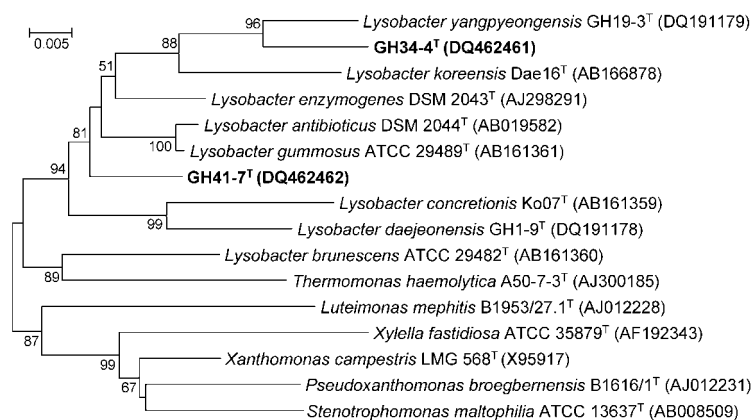 96
Lysobacter yangpyeongensis GH19-3ᵀ (DQ191179)
0.005
88
GH34-4ᵀ (DQ462461)
51
Lysobacter koreensis Dae16ᵀ (AB166878)
Lysobacter enzymogenes DSM 2043ᵀ (AJ298291)
81
Lysobacter antibioticus DSM 2044ᵀ (AB019582)
100
Lysobacter gummosus ATCC 29489ᵀ (AB161361)
94
GH41-7ᵀ (DQ462462)
Lysobacter concretionis Ko07ᵀ (AB161359)
99
Lysobacter daejeonensis GH1-9ᵀ (DQ191178)
Lysobacter brunescens ATCC 29482ᵀ (AB161360)
89
Thermomonas haemolytica A50-7-3ᵀ (AJ300185)
Luteimonas mephitis B1953/27.1ᵀ (AJ012228)
87
Xylella fastidiosa ATCC 35879ᵀ (AF192343)
99
Xanthomonas campestris LMG 568ᵀ (X95917)
67
Pseudoxanthomonas broegbernensis B1616/1ᵀ (AJ012231)
Stenotrophomonas maltophilia ATCC 13637ᵀ (AB008509)